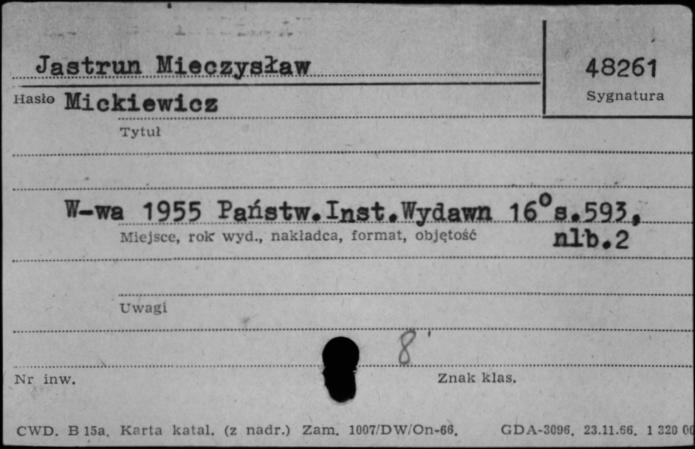 Jastrun Mieczysław
48261
Hasło Mickiewicz
Sygnatura
Tytuł
W-wa 1955 Państw.Inst.Wydawn 16° s.593,
Miejsce, rok wyd., nakładca, format, objętość
nlb.2
Uwagi
8
Nr inw.
Znak klas.
CWD. B 15a. Karta katal. (z nadr.) Zam. 1007/DW/On-66. GDA-3096. 23.11.66. 1 320